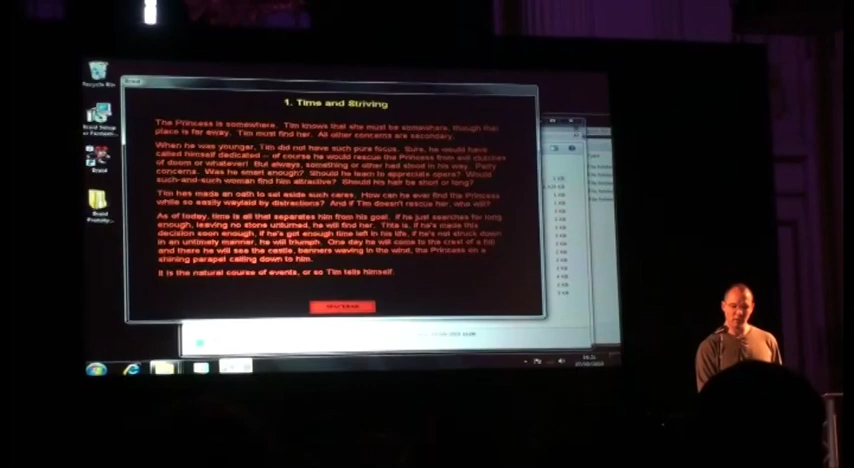 Recycle Bin
Braid
1. Time and Striving
The Princess is somewhere. Tim knows that she must be somewhere, though that
place is far away. Tim must find her. All other concerns are secondary.
When he was younger, Tim did not have such pure focus. Sure, he would have
called himself dedicated - of course he would rescue the Princess from evil clutches
of doom or whatever! But always, something or other had stood in his way. Petty
concerns. Was he smart enough? Should he learn to appreciate opera? Would
such-and-such woman find him attractive? Should his hair be short or long?
Tim has made an oath to set aside such cares. How can he ever find the Princess
while so easily waylaid by distractions? And if Tim doesn't rescue her, who will?
As of today, time is all that separates him from his goal. If he just searches for long
enough, leaving no stone unturned, he will find her. That is, if he's made this
decision soon enough, if he's got enough time left in his life, if he's not struck down
in an untimely manner, he will triumph. One day he will come to the crest of a hill
and there he will see the castle, banners waving in the wind, the Princess on a
shining parapet calling down to him.
It is the natural course of events, or so Tim tells himself.
Braid
Braid